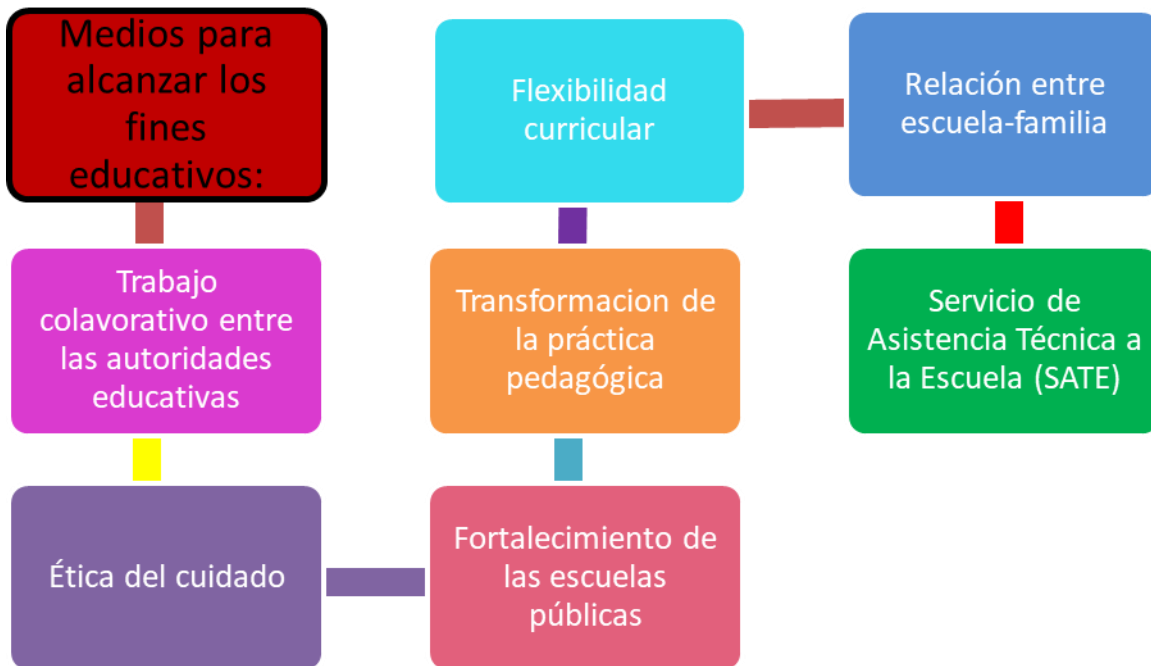 Medios para
alcanzar los
fines
educativos:
Trabajo
colavorativo entre
las autoridades
educativas
Ética del cuidado
Fortalecimiento de
las escuelas
públicas
Transformacion de
la práctica
pedagógica
Flexibilidad
curricular
Relación entre
escuela-familia
Servicio de
Asistencia Técnica a
la Escuela (SATE)